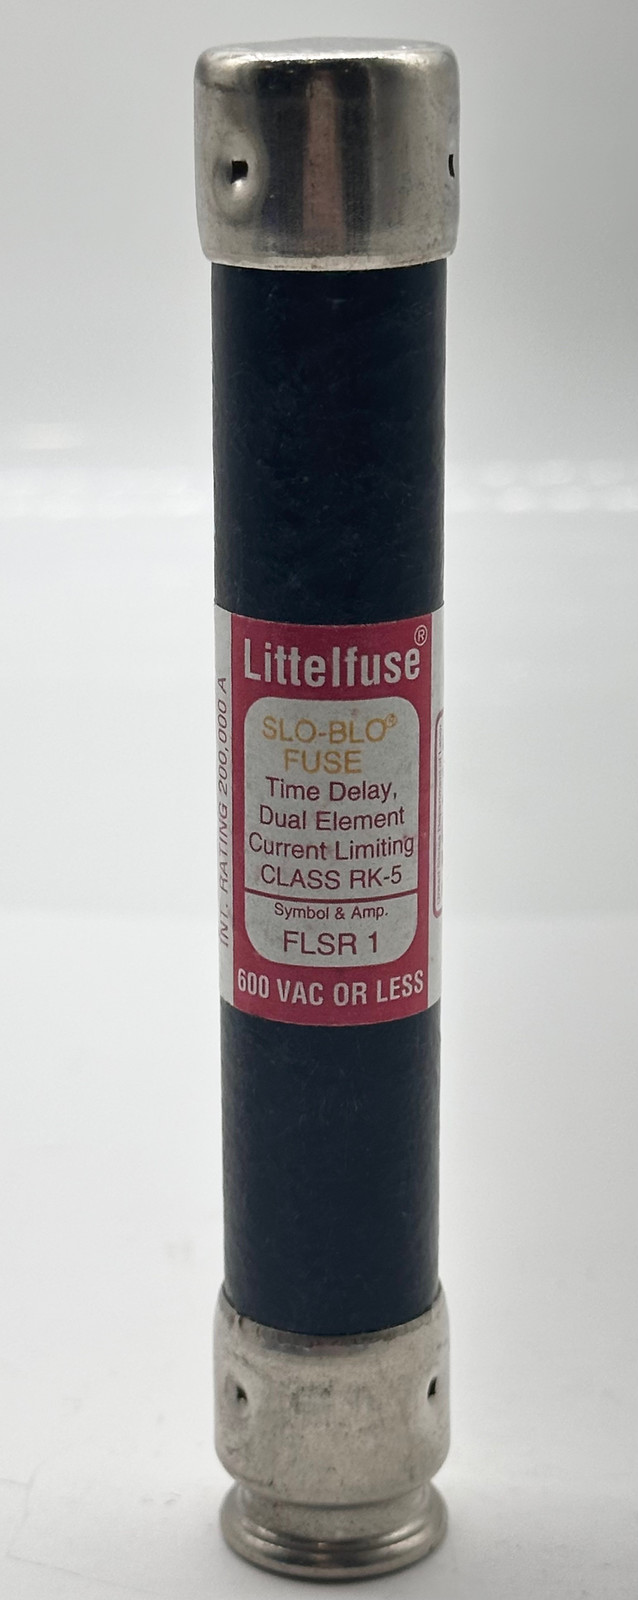 Littelfuse®
SLO-BLO®
FUSE
Time Delay,
Dual Element
Current Limiting
CLASS RK-5
Symbol & Amp.
FLSR 1
600 VAC OR LESS
INT. RATING 200,000 A